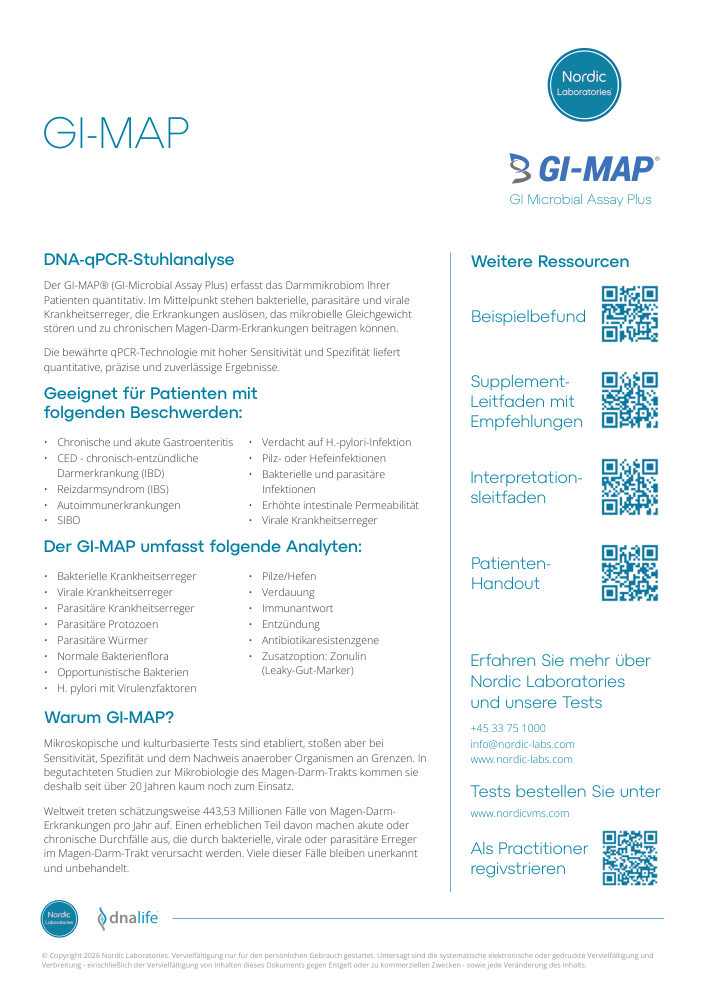 Nordic
Laboratories
GI-MAP
GI-MAP®
GI Microbial Assay Plus
DNA-qPCR-Stuhlanalyse
Der GI-MAP® (GI-Microbial Assay Plus) erfasst das Darmmikrobiom Ihrer
Patienten quantitativ. Im Mittelpunkt stehen bakterielle, parasitäre und virale
Krankheitserreger, die Erkrankungen auslösen, das mikrobielle Gleichgewicht
stören und zu chronischen Magen-Darm-Erkrankungen beitragen können.
Die bewährte qPCR-Technologie mit hoher Sensitivität und Spezifität liefert
quantitative, präzise und zuverlässige Ergebnisse.
Geeignet für Patienten mit
folgenden Beschwerden:
• Chronische und akute Gastroenteritis
• CED - chronisch-entzündliche
Darmerkrankung (IBD)
• Reizdarmsyndrom (IBS)
• Autoimmunerkrankungen
• SIBO
• Verdacht auf H.-pylori-Infektion
• Pilz- oder Hefeinfektionen
• Bakterielle und parasitäre
Infektionen
• Erhöhte intestinale Permeabilität
• Virale Krankheitserreger
Der GI-MAP umfasst folgende Analyten:
• Bakterielle Krankheitserreger
• Virale Krankheitserreger
• Parasitäre Krankheitserreger
• Parasitäre Protozoen
• Parasitäre Würmer
• Normale Bakterienflora
• Opportunistische Bakterien
• H. pylori mit Virulenzfaktoren
• Pilze/Hefen
• Verdauung
• Immunantwort
• Entzündung
• Antibiotikaresistenzgene
• Zusatzoption: Zonulin
(Leaky-Gut-Marker)
Warum GI-MAP?
Mikroskopische und kulturbasierte Tests sind etabliert, stoßen aber bei
Sensitivität, Spezifität und dem Nachweis anaerober Organismen an Grenzen. In
begutachteten Studien zur Mikrobiologie des Magen-Darm-Trakts kommen sie
deshalb seit über 20 Jahren kaum noch zum Einsatz.
Weltweit treten schätzungsweise 443,53 Millionen Fälle von Magen-Darm-
Erkrankungen pro Jahr auf. Einen erheblichen Teil davon machen akute oder
chronische Durchfälle aus, die durch bakterielle, virale oder parasitäre Erreger
im Magen-Darm-Trakt verursacht werden. Viele dieser Fälle bleiben unerkannt
und unbehandelt.
Weitere Ressourcen
Beispielbefund
Supplement-
Leitfaden mit
Empfehlungen
Interpretation-
sleitfaden
Patienten-
Handout
Erfahren Sie mehr über
Nordic Laboratories
und unsere Tests
+45 33 75 1000
info@nordic-labs.com
www.nordic-labs.com
Tests bestellen Sie unter
www.nordicvms.com
Als Practitioner
regivstrieren
Nordic
Laboratories
dnalife®
© Copyright 2026 Nordic Laboratories. Vervielfältigung nur für den persönlichen Gebrauch gestattet. Untersagt sind die systematische elektronische oder gedruckte Vervielfältigung und
Verbreitung - einschließlich der Vervielfältigung von Inhalten dieses Dokuments gegen Entgelt oder zu kommerziellen Zwecken - sowie jede Veränderung des Inhalts.